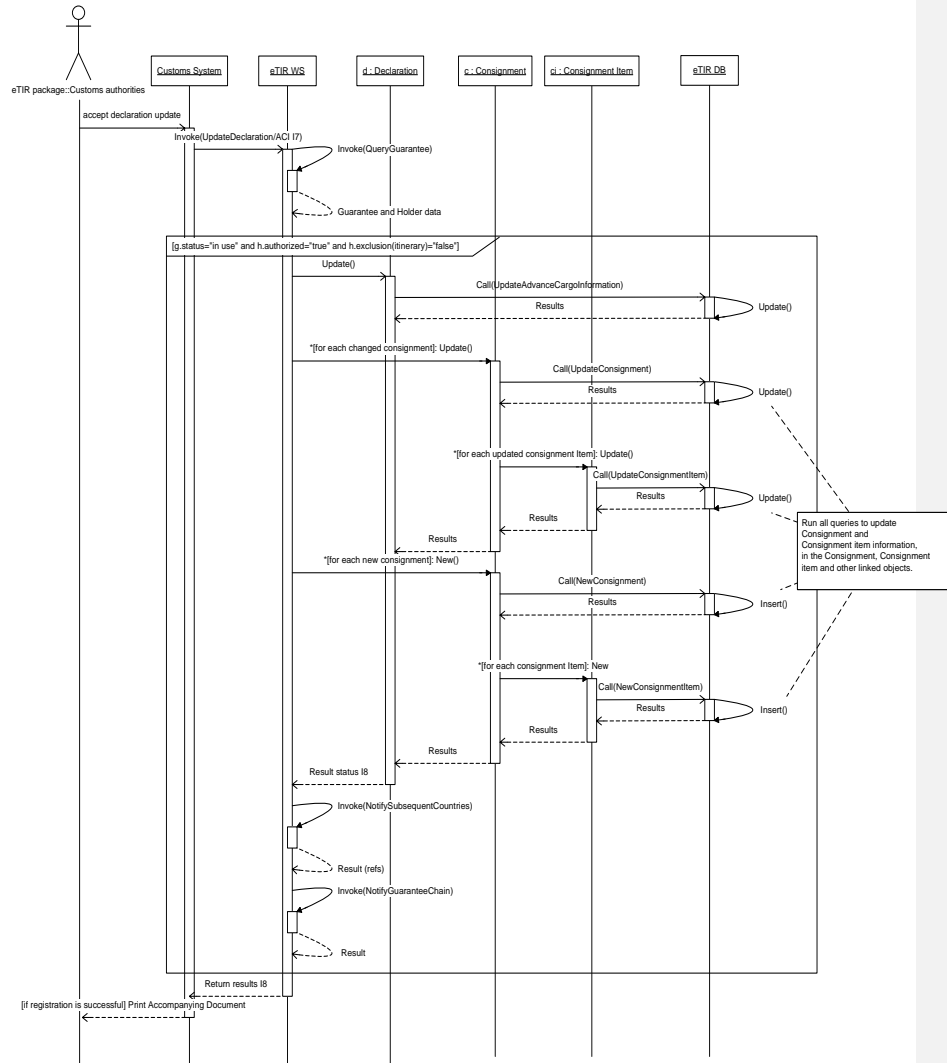 Customs System
eTIR WS
d : Declaration
c : Consignment
ci : Consignment Item
eTIR DB
eTIR package::Customs authorities
accept declaration update
Invoke(UpdateDeclaration/ACI I7)
Invoke(QueryGuarantee)
Guarantee and Holder data
[g.status="in use" and h.authorized="true" and h.exclusion(itinerary)="false"]
Update()
Call(UpdateAdvanceCargoInformation)
Results
Update()
*[for each changed consignment]: Update()
Call(UpdateConsignment)
Results
Update()
*[for each updated consignment Item]: Update()
Call(UpdateConsignmentItem)
Results
Update()
Results
Run all queries to update
Consignment and
Consignment item information,
in the Consignment, Consignment
item and other linked objects.
Results
*[for each new consignment]: New()
Call(NewConsignment)
Results
Insert()
*[for each consignment Item]: New
Call(NewConsignmentItem)
Results
Insert()
Results
Results
Result status I8
Invoke(NotifySubsequentCountries)
Result (refs)
Invoke(NotifyGuaranteeChain)
Result
Return results I8
[if registration is successful] Print Accompanying Document